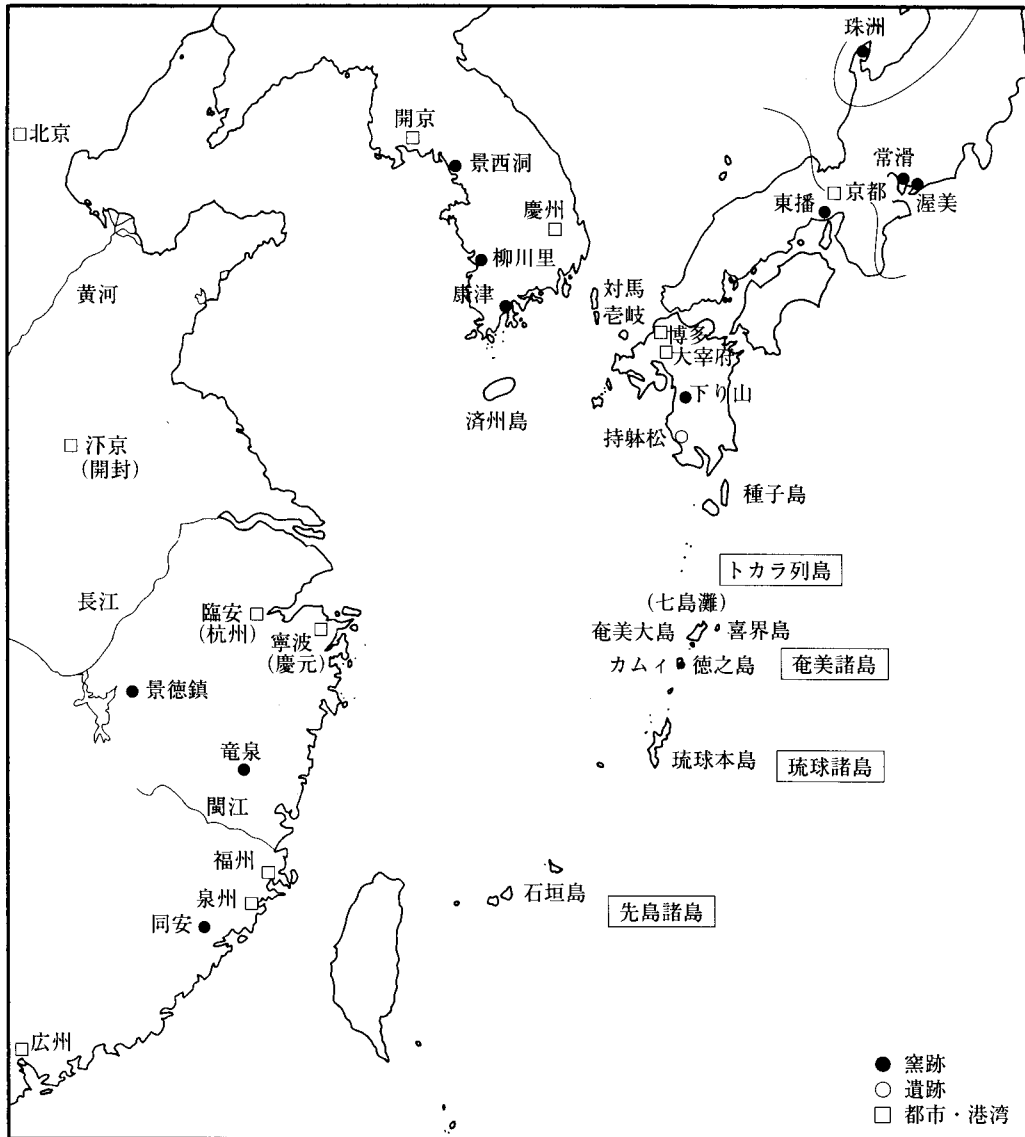 珠洲
開京
北京
景西洞
常滑
京都
渥美
東播
慶州
柳川里
対馬
康津
壱岐
黄河
博多
大宰府
下り山
済州島
持躰松
汴京
(開封)
種子島
トカラ列島
(七島灘)
長江
臨安
(杭州)
寧波
(慶元)
奄美大島
喜界島
カムィ
徳之島
奄美諸島
景徳鎮
竜泉
琉球本島
琉球諸島
閩江
福州
石垣島
泉州
先島諸島
同安
広州
● 窯跡
○ 遺跡
□ 都市・港湾